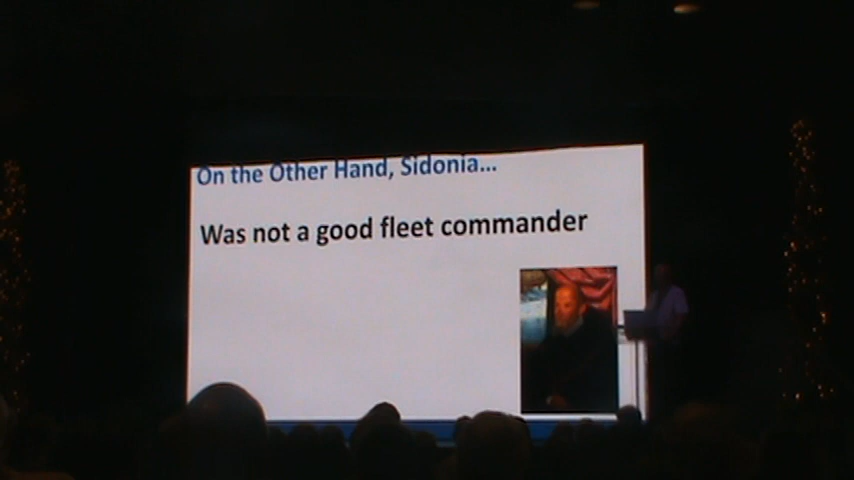 On the Other Hand, Sidonia...
Was not a good fleet commander